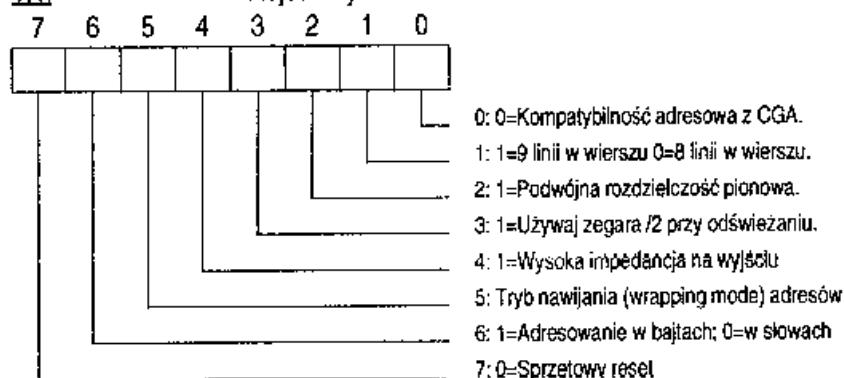 7 6 5 4 3 2 1 0
0: 0=Kompatybilność adresowa z CGA.
1: 1=9 linii w wierszu 0=8 linii w wierszu.
2: 1=Podwójna rozdzielczość pionowa.
3: 1=Używaj zegara /2 przy odświeżaniu.
4: 1=Wysoka impedancja na wyjściu
5: Tryb nawijania (wrapping mode) adresów
6: 1=Adresowanie w bajtach; 0=w słowach
7: 0=Sprzętowy reset